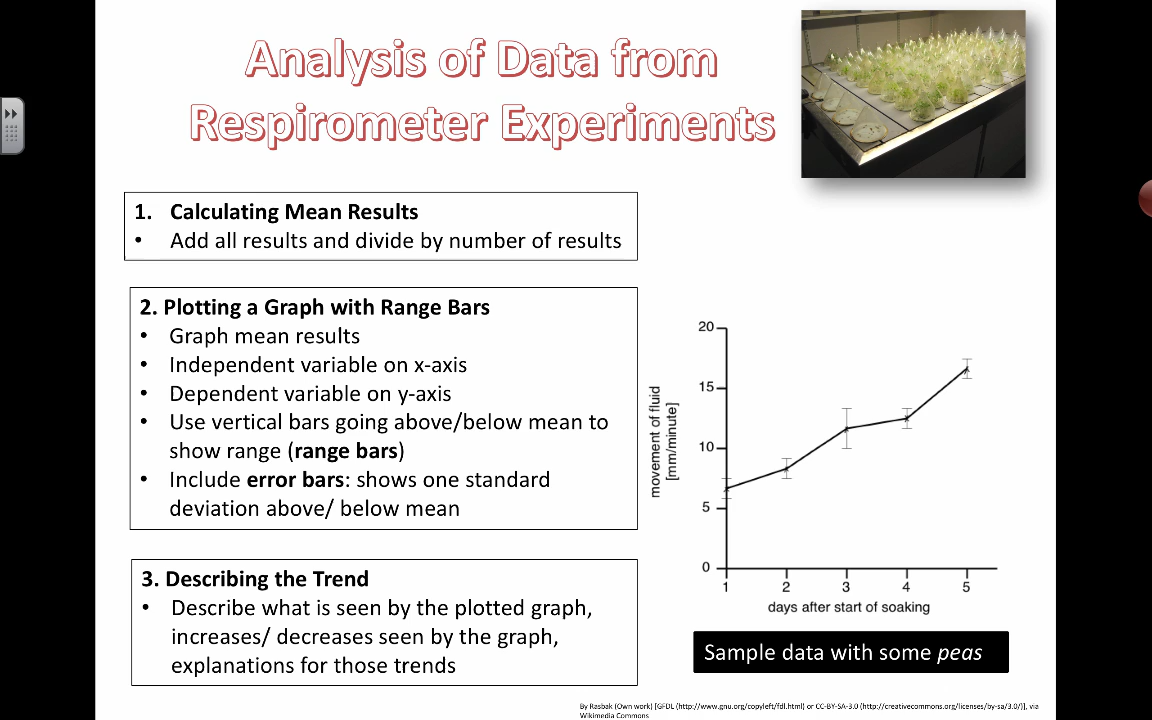 Analysis of Data from
Respirometer Experiments
1. Calculating Mean Results
• Add all results and divide by number of results
2. Plotting a Graph with Range Bars
• Graph mean results
• Independent variable on x-axis
• Dependent variable on y-axis
• Use vertical bars going above/below mean to
show range (range bars)
• Include error bars: shows one standard
deviation above/ below mean
3. Describing the Trend
• Describe what is seen by the plotted graph,
increases/ decreases seen by the graph,
explanations for those trends
movement of fluid
[mm/minute]
20
15
10
5
0
1 2 3 4 5
days after start of soaking
Sample data with some peas
By Rasbak (Own work) [GFDL (http://www.gnu.org/copyleft/fdl.html) or CC-BY-SA-3.0 (http://creativecommons.org/licenses/by-sa/3.0/)], via
Wikimedia Commons